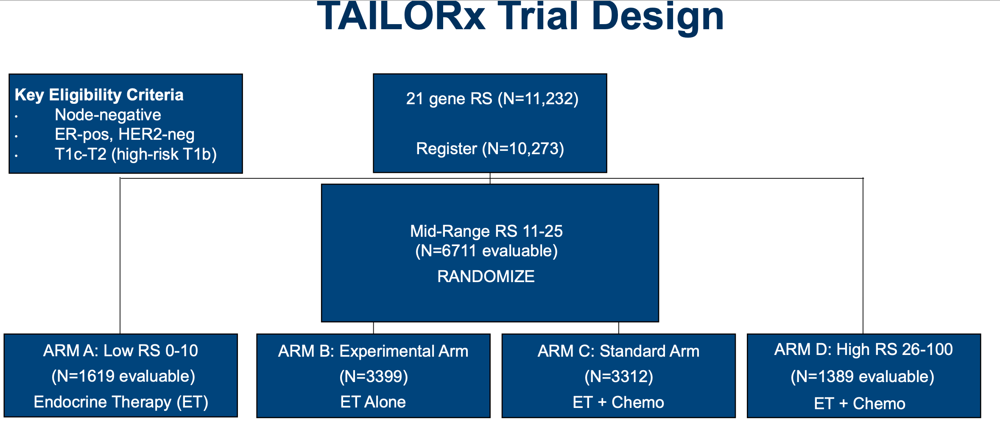 TAILORx Trial Design
Key Eligibility Criteria
· Node-negative
· ER-pos, HER2-neg
· T1c-T2 (high-risk T1b)
21 gene RS (N=11,232)
Register (N=10,273)
Mid-Range RS 11-25
(N=6711 evaluable)
RANDOMIZE
ARM A: Low RS 0-10
(N=1619 evaluable)
Endocrine Therapy (ET)
ARM B: Experimental Arm
(N=3399)
ET Alone
ARM C: Standard Arm
(N=3312)
ET + Chemo
ARM D: High RS 26-100
(N=1389 evaluable)
ET + Chemo